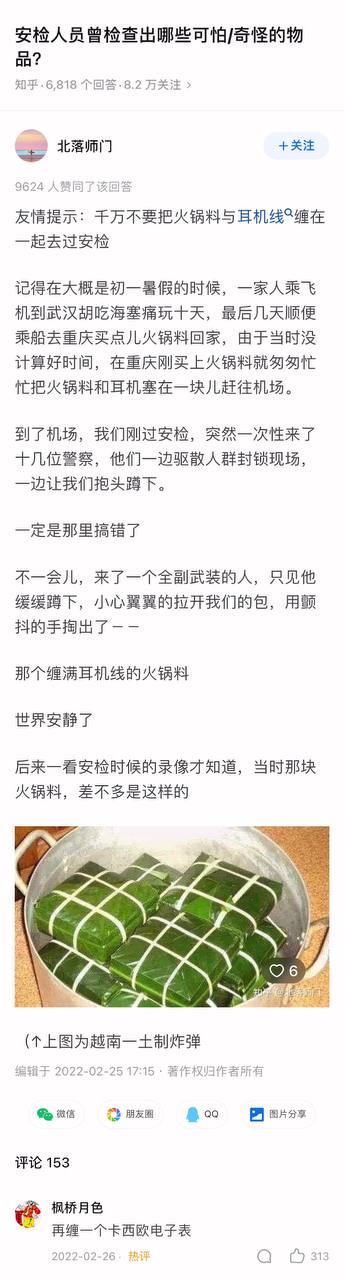 安检人员曾检查出哪些可怕/奇怪的物
品?
知乎·6,818 个回答·8.2 万关注 >
北落师门
+关注
9624 人赞同了该回答
友情提示：千万不要把火锅料与耳机线缠在
一起去过安检
记得在大概是初一暑假的时候，一家人乘飞
机到武汉胡吃海塞痛玩十天，最后几天顺便
乘船去重庆买点儿火锅料回家，由于当时没
计算好时间，在重庆刚买上火锅料就匆匆忙
忙把火锅料和耳机塞在一块儿赶往机场。
到了机场，我们刚过安检，突然一次性来了
十几位警察，他们一边驱散人群封锁现场，
一边让我们抱头蹲下。
一定是那里搞错了
不一会儿，来了一个全副武装的人，只见他
缓缓蹲下，小心翼翼的拉开我们的包，用颤
抖的手掏出了－－
那个缠满耳机线的火锅料
世界安静了
后来一看安检时候的录像才知道，当时那块
火锅料，差不多是这样的
6
知乎 @北落师门
（↑上图为越南一土制炸弹
编辑于 2022-02-25 17:15 · 著作权归作者所有
微信
朋友圈
QQ
图片分享
评论 153
枫桥月色
再缠一个卡西欧电子表
2022-02-26 · 热评
313